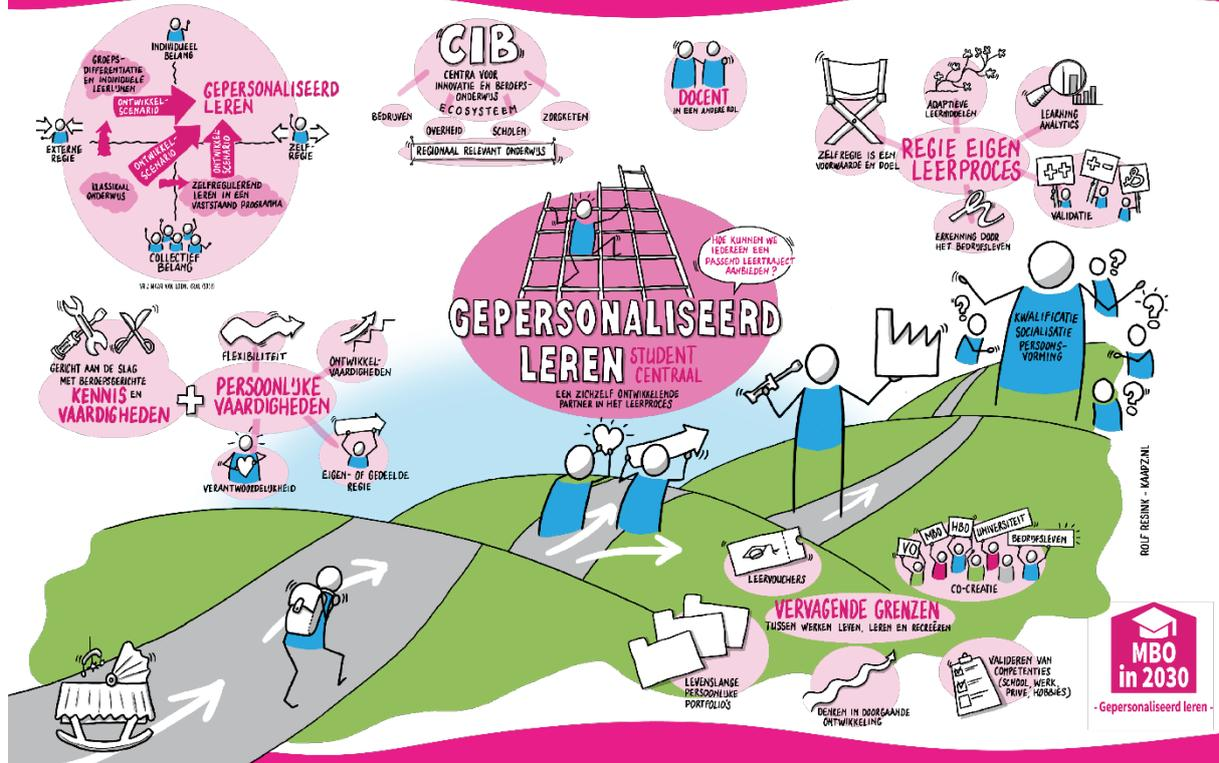 INDIVIDUEEL
BELANG
GROEPS-
DIFFERENTIATIE
EN INDIVIDUELE
LEERLIJNEN
ONTWIKKEL-
SCENARIO
GEPERSONALISEERD
LEREN
EXTERNE
REGIE
ONTWIKKEL-
SCENARIO
ONTWIKKEL
SCENARIO
ZELF-
REGIE
KLASSIKAAL
ONDERWIJS
ZELFREGULEREND
LEREN IN EEN
VASTSTAAND PROGRAMMA
COLLECTIEF
BELANG
CIB
CENTRA VOOR
INNOVATIE EN BEROEPS-
ONDERWIJS
ECOSYSTEEM
BEDRIJVEN
OVERHEID
SCHOLEN
ZORGKETEN
REGIONAAL RELEVANT ONDERWIJS
DOCENT
IN EEN ANDERE ROL
ADAPTIEVE
LEERMIDDELEN
LEARNING
ANALYTICS
ZELFREGIE IS EEN
VOORWAARDE EN DOEL
REGIE EIGEN
LEERPROCES
VALIDATIE
ERKENNING DOOR
HET BEDRIJFSLEVEN
HOE KUNNEN WE
IEDEREEN EEN
PASSEND LEERTRAJECT
AANBIEDEN?
GEPERSONALISEERD
LEREN
STUDENT
CENTRAAL
EEN ZICHZELF ONTWIKKELENDE
PARTNER IN HET LEERPROCES
GERICHT AAN DE SLAG
MET BEROEPSGERICHTE
KENNIS EN
VAARDIGHEDEN
+
PERSOONLIJKE
VAARDIGHEDEN
FLEXIBILITEIT
ONTWIKKEL-
VAARDIGHEDEN
VERANTWOORDELIJKHEID
EIGEN- OF GEDEELDE
REGIE
KWALIFICATIE
SOCIALISATIE
PERSOONS-
VORMING
ROLF RESINK - KAAPZ.NL
LEERVOUCHERS
VO
MBO
HBO
UNIVERSITEIT
BEDRIJFSLEVEN
CO-CREATIE
VERVAGENDE GRENZEN
TUSSEN WERKEN LEVEN, LEREN EN RECREËREN
LEVENSLANGE
PERSOONLIJKE
PORTFOLIO'S
DENKEN IN DOORGAANDE
ONTWIKKELING
VALIDEREN VAN
COMPETENTIES
(SCHOOL, WERK,
PRIVE, HOBBIES)
MBO
in 2030
- Gepersonaliseerd leren -